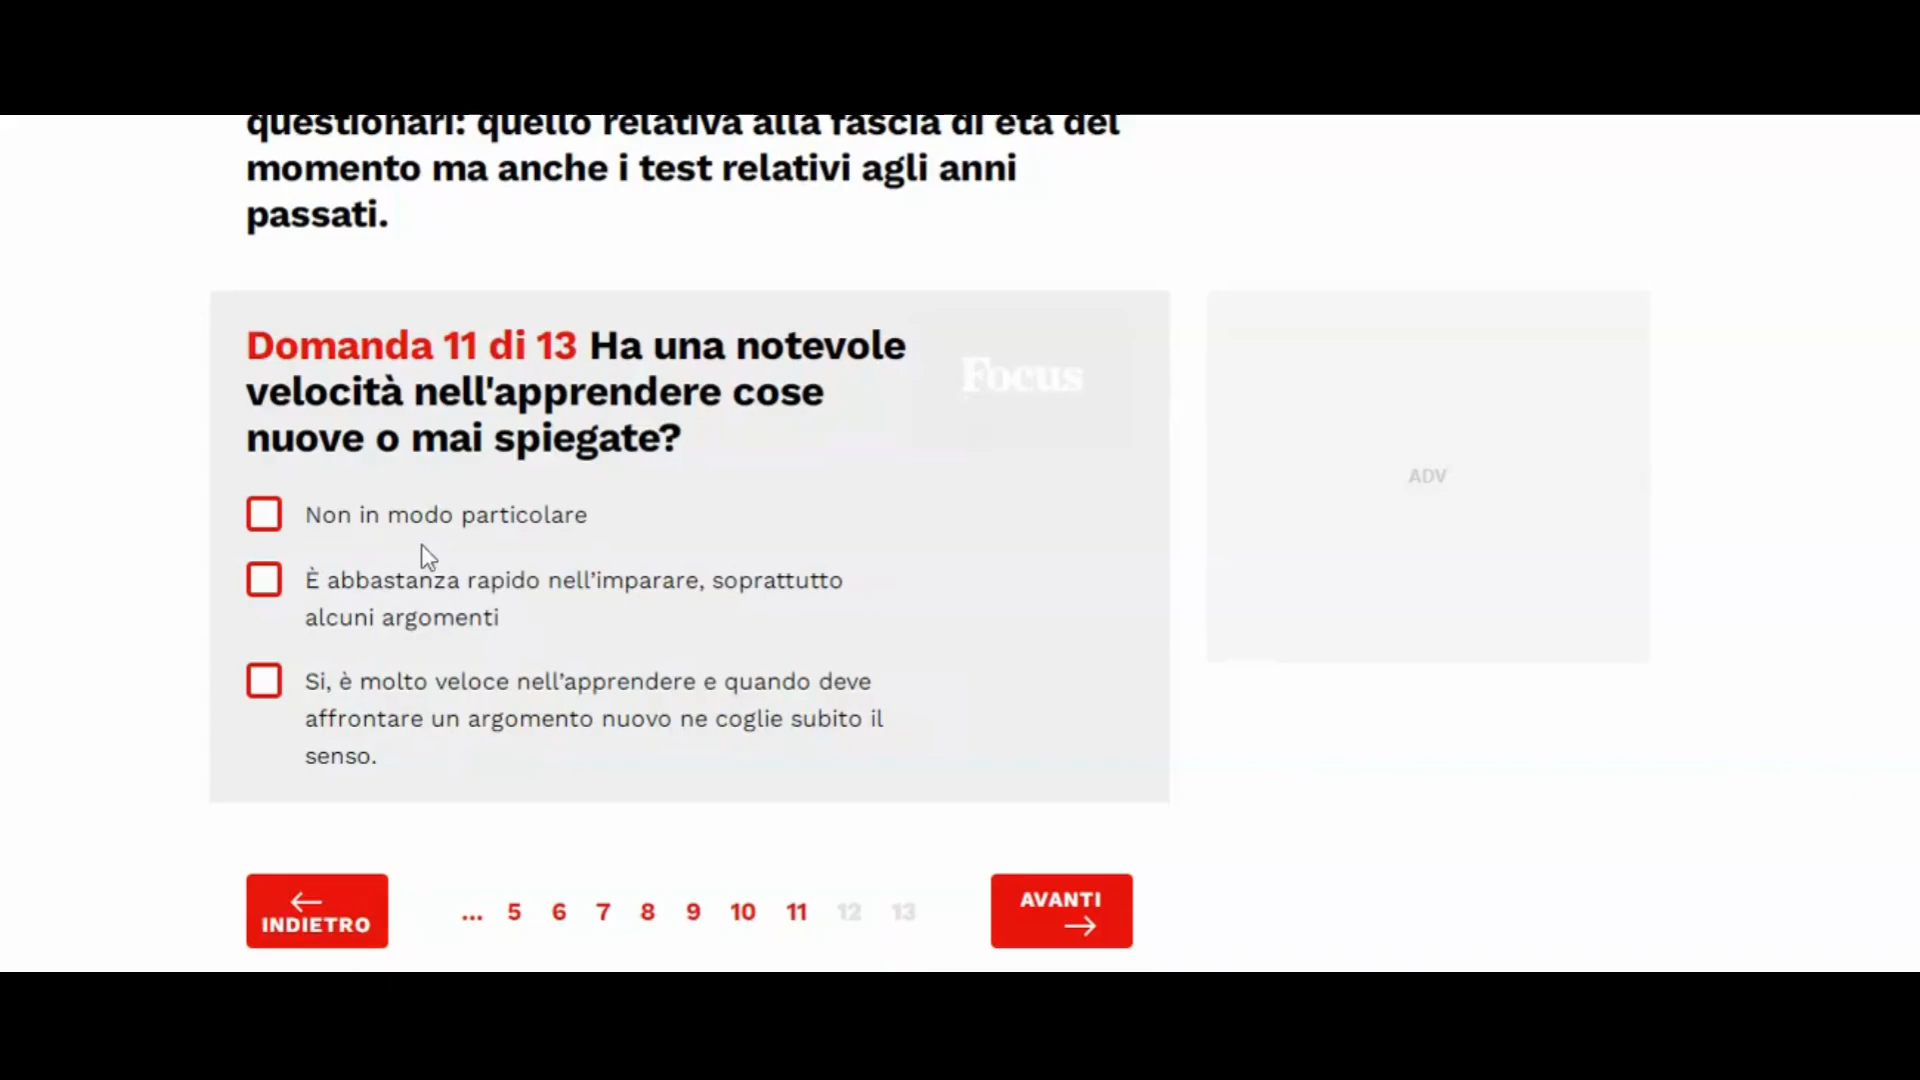 questionari: quello relativa alla fascia di età del
momento ma anche i test relativi agli anni
passati.
Domanda 11 di 13 Ha una notevole
velocità nell'apprendere cose
nuove o mai spiegate?
Focus
Non in modo particolare
È abbastanza rapido nell’imparare, soprattutto
alcuni argomenti
Si, è molto veloce nell’apprendere e quando deve
affrontare un argomento nuovo ne coglie subito il
senso.
ADV
← INDIETRO
... 5 6 7 8 9 10 11 12 13
AVANTI →